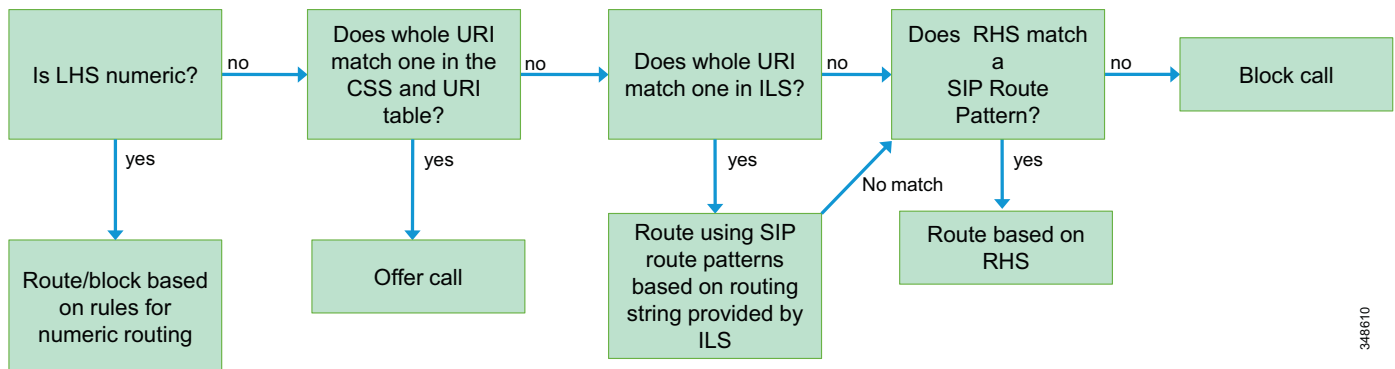 Is LHS numeric?
no
Does whole URI
match one in the
CSS and URI
table?
no
Does whole URI
match one in ILS?
no
Does RHS match
a
SIP Route
Pattern?
no
Block call
yes
yes
yes
yes
No match
Route/block based
on rules for
numeric routing
Offer call
Route using SIP
route patterns
based on routing
string provided by
ILS
Route based on
RHS
348610